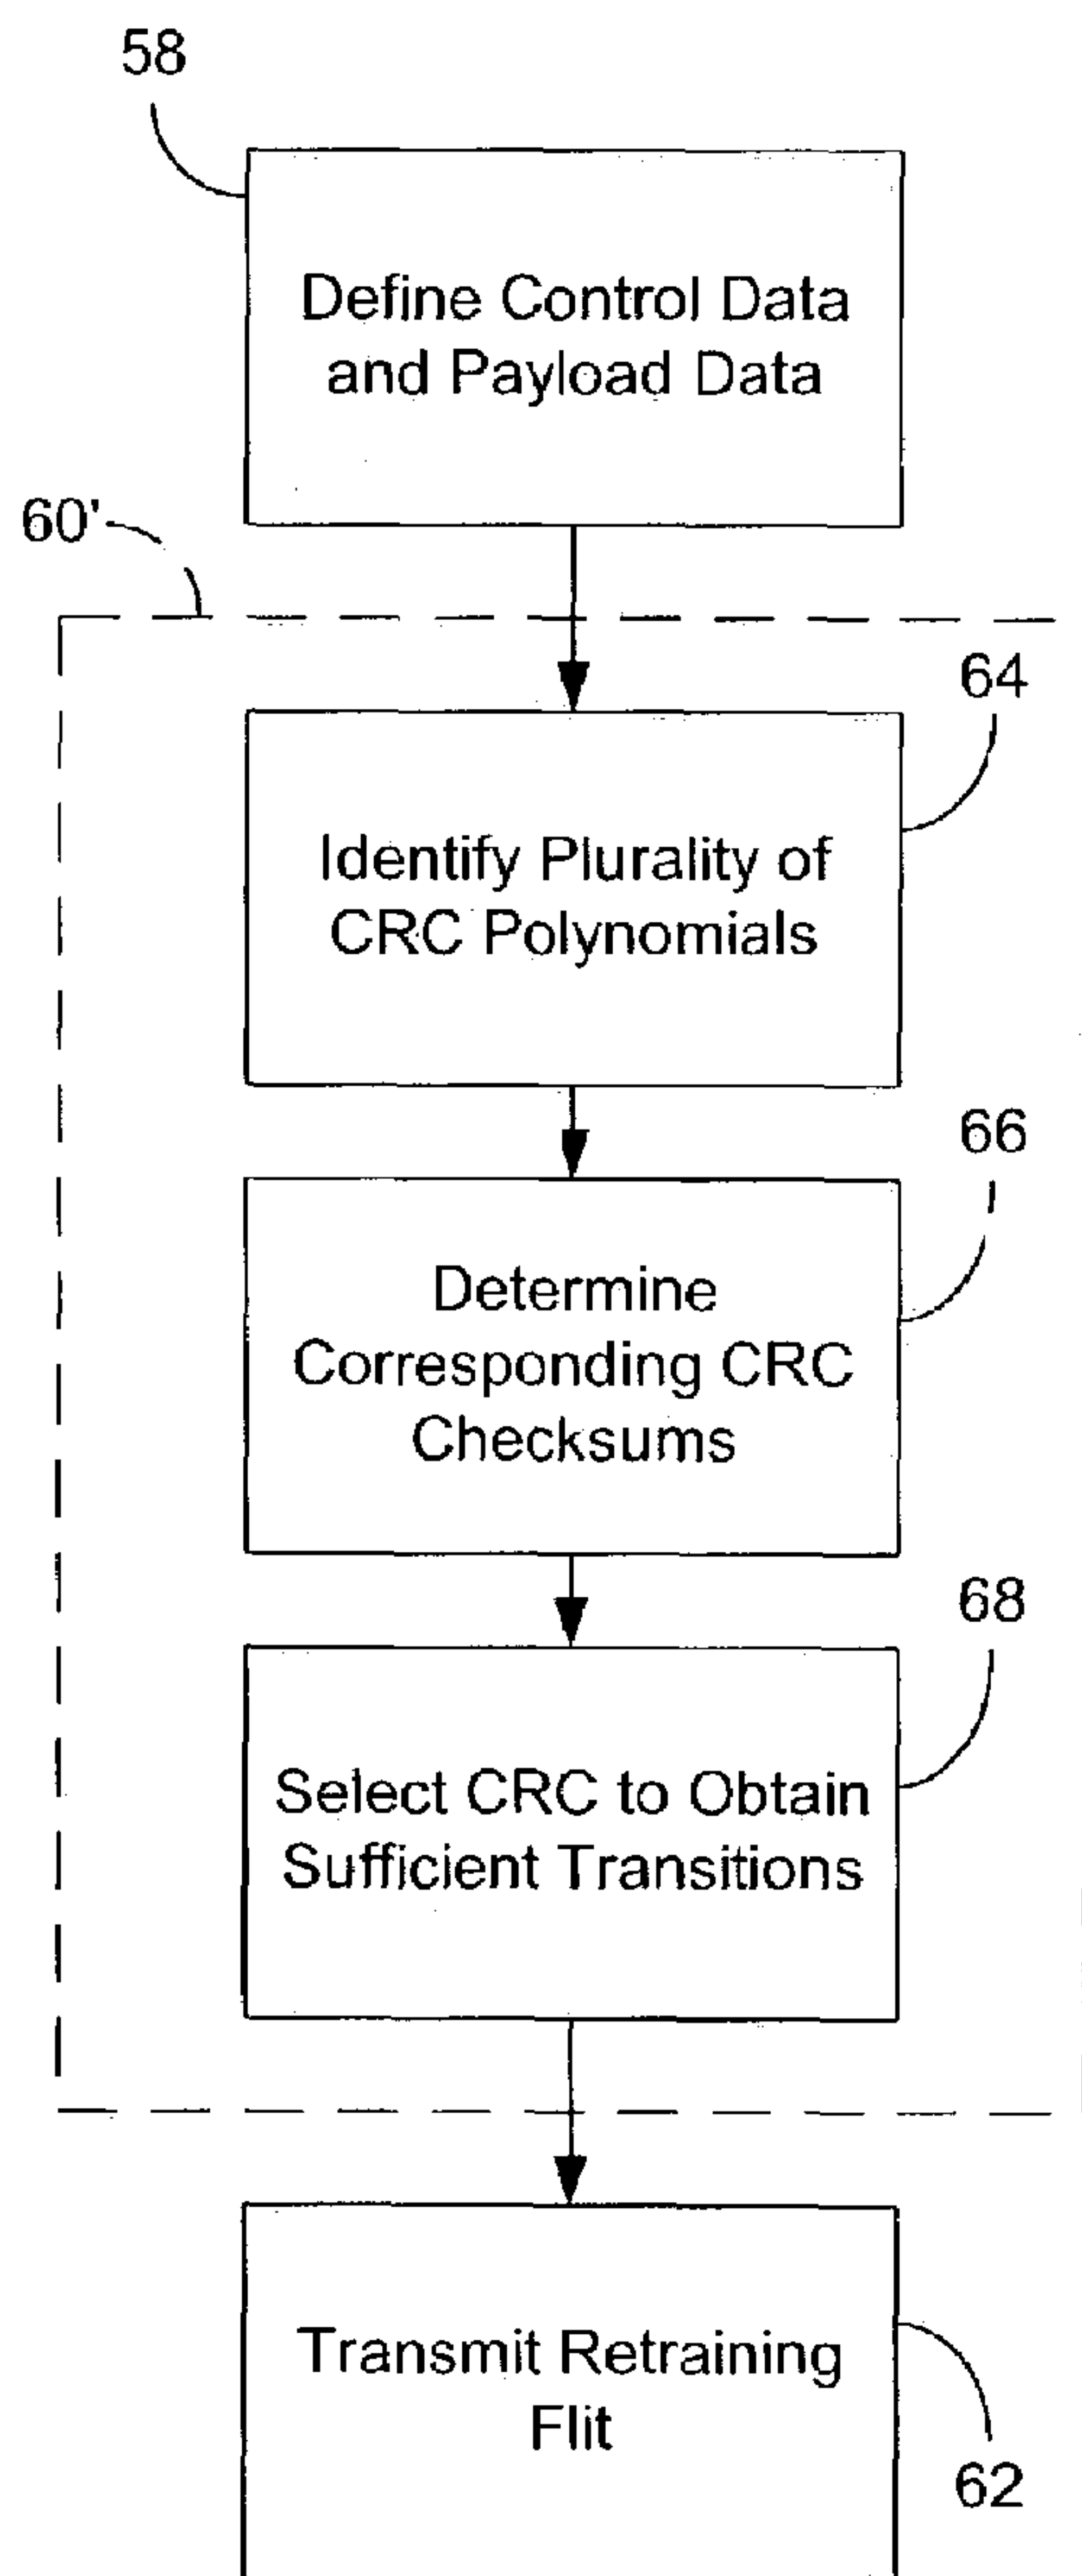 58
Define Control Data
and Payload Data
60'
64
Identify Plurality of
CRC Polynomials
66
Determine
Corresponding CRC
Checksums
68
Select CRC to Obtain
Sufficient Transitions
Transmit Retraining
Flit
62